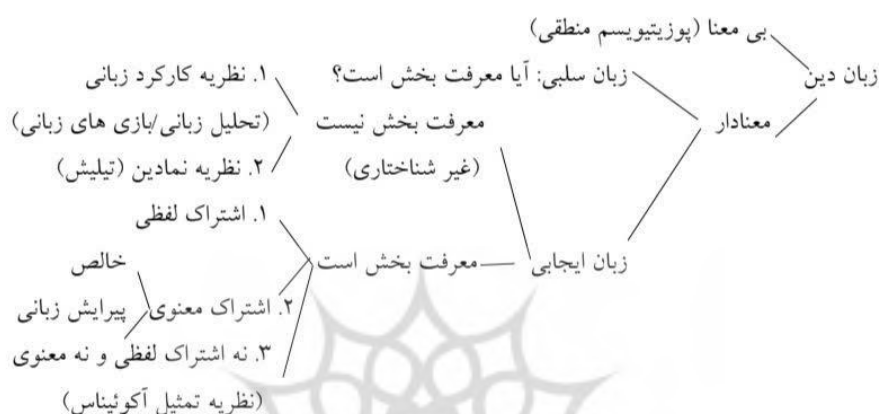 بی معنا (پوزیتیویسم منطقی)
زبان دین
زبان سلبی: آیا معرفت بخش است؟
۱. نظریه کارکرد زبانی
معنادار
معرفت بخش نیست
(تحلیل زبانی/بازی های زبانی)
(غیر شناختاری)
۲. نظریه نمادین (تیلیش)
۱. اشتراک لفظی
زبان ایجابی
معرفت بخش است
خالص
۲. اشتراک معنوی
پیرایش زبانی
۳. نه اشتراک لفظی و نه معنوی
(نظریه تمثیل آکوئیناس)